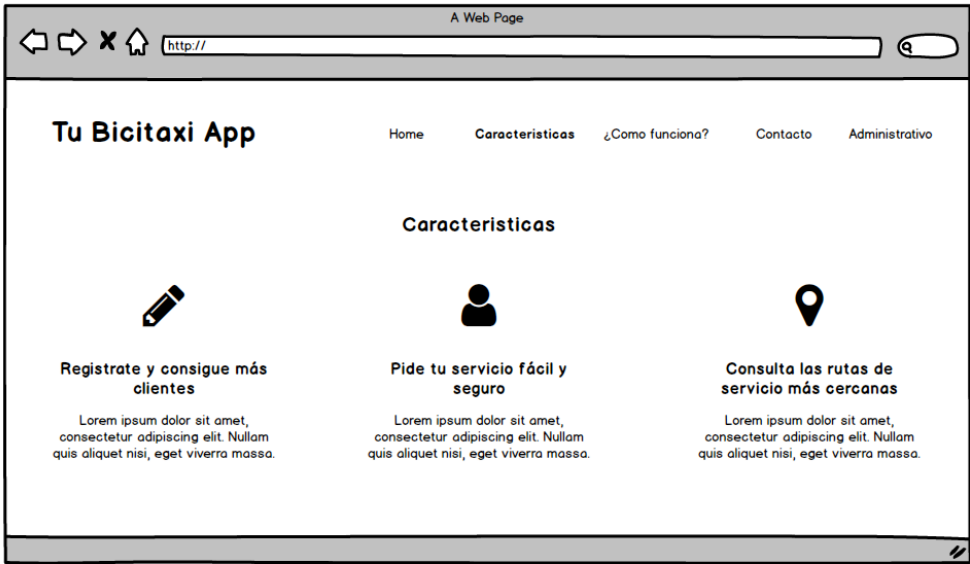 A Web Page
http://
Tu Bicitaxi App
Home Caracteristicas ¿Como funciona? Contacto Administrativo
Caracteristicas
Registrate y consigue más
clientes
Lorem ipsum dolor sit amet,
consectetur adipiscing elit. Nullam
quis aliquet nisi, eget viverra massa.
Pide tu servicio fácil y
seguro
Lorem ipsum dolor sit amet,
consectetur adipiscing elit. Nullam
quis aliquet nisi, eget viverra massa.
Consulta las rutas de
servicio más cercanas
Lorem ipsum dolor sit amet,
consectetur adipiscing elit. Nullam
quis aliquet nisi, eget viverra massa.